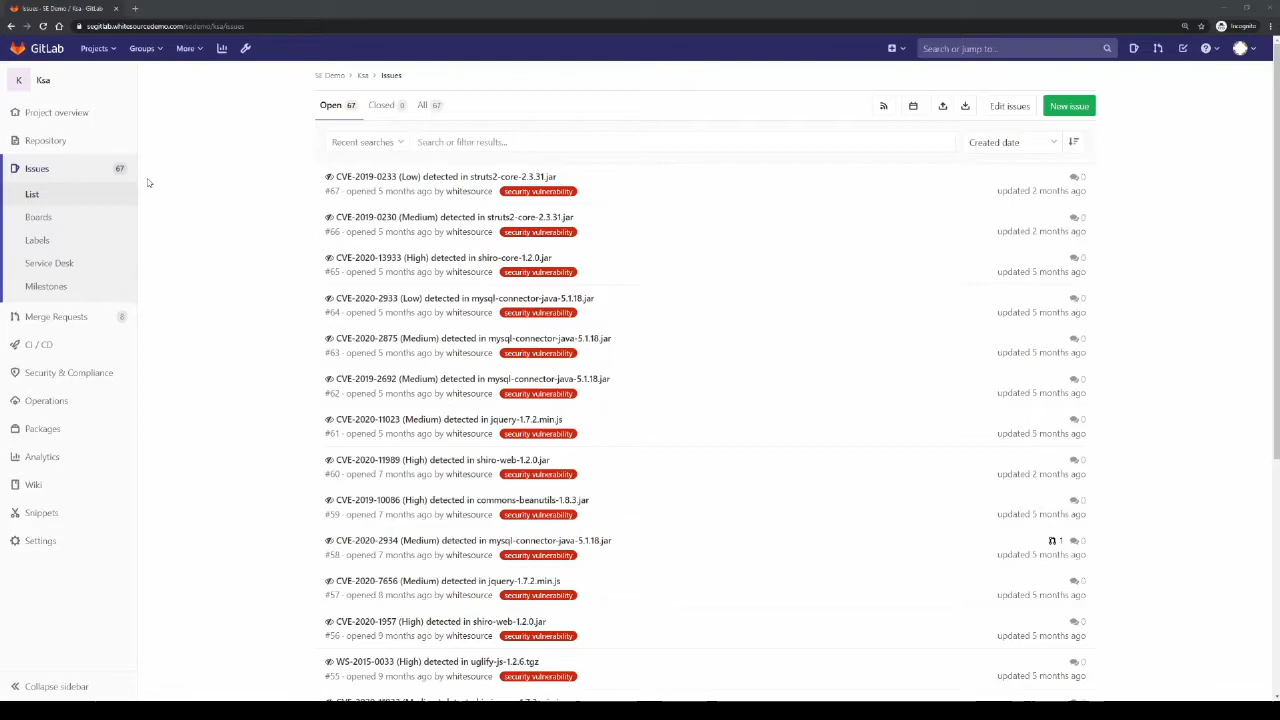 Issues · SE Demo / Ksa · GitLab
Incognito
segitlab.whitesourcedemo.com/sedemo/ksa/issues
GitLab
Projects
Groups
More
Search or jump to...
K
Ksa
Project overview
Repository
Issues
67
List
Boards
Labels
Service Desk
Milestones
Merge Requests
8
CI / CD
Security & Compliance
Operations
Packages
Analytics
Wiki
Snippets
Settings
Collapse sidebar
SE Demo > Ksa > Issues
Open 67
Closed 0
All 67
Edit issues
New issue
Recent searches
Search or filter results...
Created date
CVE-2019-0233 (Low) detected in struts2-core-2.3.31.jar
0
#67 · opened 5 months ago by whitesource security vulnerability
updated 2 months ago
CVE-2019-0230 (Medium) detected in struts2-core-2.3.31.jar
0
#66 · opened 5 months ago by whitesource security vulnerability
updated 2 months ago
CVE-2020-13933 (High) detected in shiro-core-1.2.0.jar
0
#65 · opened 5 months ago by whitesource security vulnerability
updated 5 months ago
CVE-2020-2933 (Low) detected in mysql-connector-java-5.1.18.jar
0
#64 · opened 5 months ago by whitesource security vulnerability
updated 5 months ago
CVE-2020-2875 (Medium) detected in mysql-connector-java-5.1.18.jar
0
#63 · opened 5 months ago by whitesource security vulnerability
updated 5 months ago
CVE-2019-2692 (Medium) detected in mysql-connector-java-5.1.18.jar
0
#62 · opened 5 months ago by whitesource security vulnerability
updated 5 months ago
CVE-2020-11023 (Medium) detected in jquery-1.7.2.min.js
0
#61 · opened 5 months ago by whitesource security vulnerability
updated 5 months ago
CVE-2020-11989 (High) detected in shiro-web-1.2.0.jar
0
#60 · opened 7 months ago by whitesource security vulnerability
updated 2 months ago
CVE-2019-10086 (High) detected in commons-beanutils-1.8.3.jar
0
#59 · opened 7 months ago by whitesource security vulnerability
updated 5 months ago
CVE-2020-2934 (Medium) detected in mysql-connector-java-5.1.18.jar
1 0
#58 · opened 7 months ago by whitesource security vulnerability
updated 5 months ago
CVE-2020-7656 (Medium) detected in jquery-1.7.2.min.js
0
#57 · opened 8 months ago by whitesource security vulnerability
updated 5 months ago
CVE-2020-1957 (High) detected in shiro-web-1.2.0.jar
0
#56 · opened 9 months ago by whitesource security vulnerability
updated 5 months ago
WS-2015-0033 (High) detected in uglify-js-1.2.6.tgz
0
#55 · opened 9 months ago by whitesource security vulnerability
updated 5 months ago